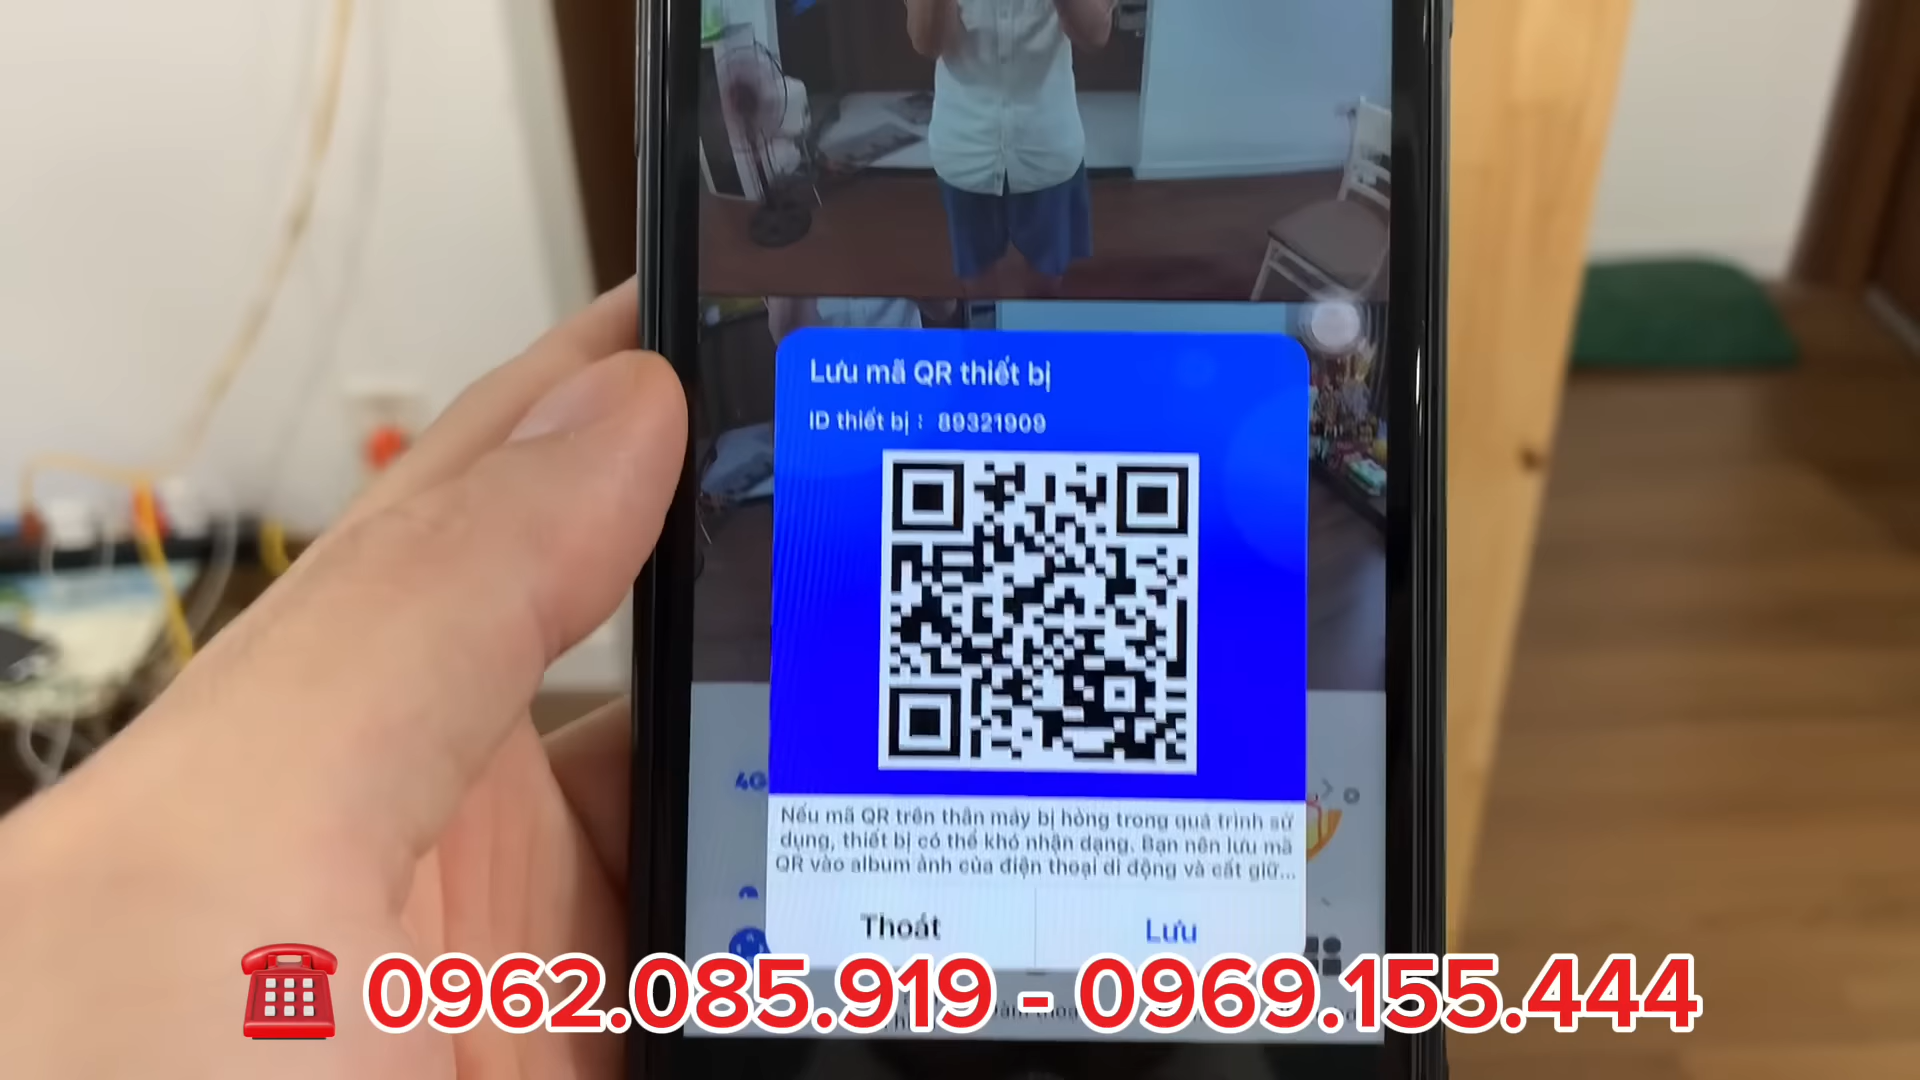 Lưu mã QR thiết bị
ID thiết bị : 89321909
4G
Nếu mã QR trên thân máy bị hỏng trong quá trình sử
dụng, thiết bị có thể khó nhận dạng. Bạn nên lưu mã
QR vào album ảnh của điện thoại di động và cất giữ...
Thoát Lưu
0962.085.919 - 0969.155.444